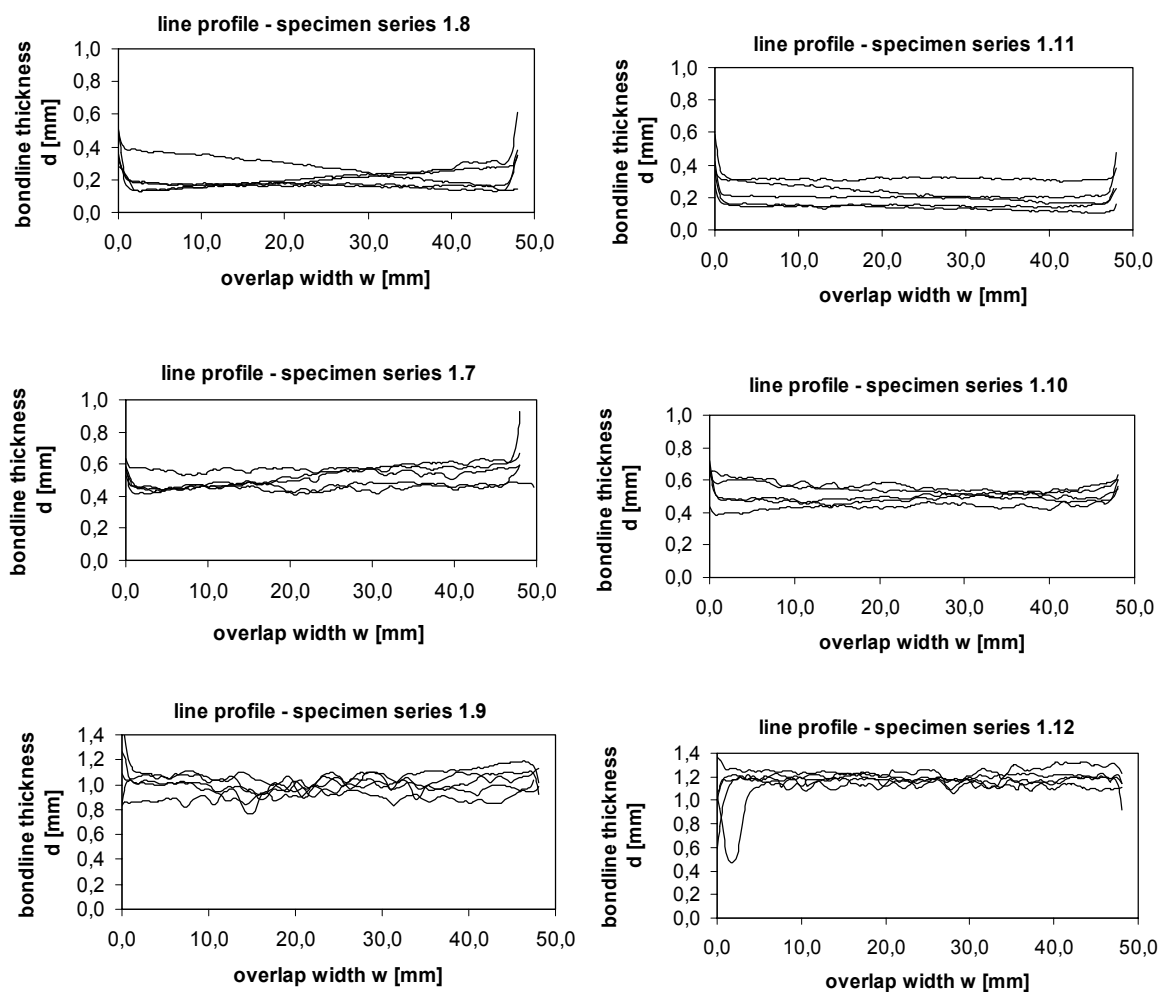 line profile - specimen series 1.8
bondline thickness
d [mm]
1,0
0,8
0,6
0,4
0,2
0,0
0,0 10,0 20,0 30,0 40,0 50,0
overlap width w [mm]
line profile - specimen series 1.11
bondline thickness
d [mm]
1,0
0,8
0,6
0,4
0,2
0,0
0,0 10,0 20,0 30,0 40,0 50,0
overlap width w [mm]
line profile - specimen series 1.7
bondline thickness
d [mm]
1,0
0,8
0,6
0,4
0,2
0,0
0,0 10,0 20,0 30,0 40,0 50,0
overlap width w [mm]
line profile - specimen series 1.10
bondline thickness
d [mm]
1,0
0,8
0,6
0,4
0,2
0,0
0,0 10,0 20,0 30,0 40,0 50,0
overlap width w [mm]
line profile - specimen series 1.9
bondline thickness
d [mm]
1,4
1,2
1,0
0,8
0,6
0,4
0,2
0,0
0,0 10,0 20,0 30,0 40,0 50,0
overlap width w [mm]
line profile - specimen series 1.12
bondline thickness
d [mm]
1,4
1,2
1,0
0,8
0,6
0,4
0,2
0,0
0,0 10,0 20,0 30,0 40,0 50,0
overlap width w [mm]